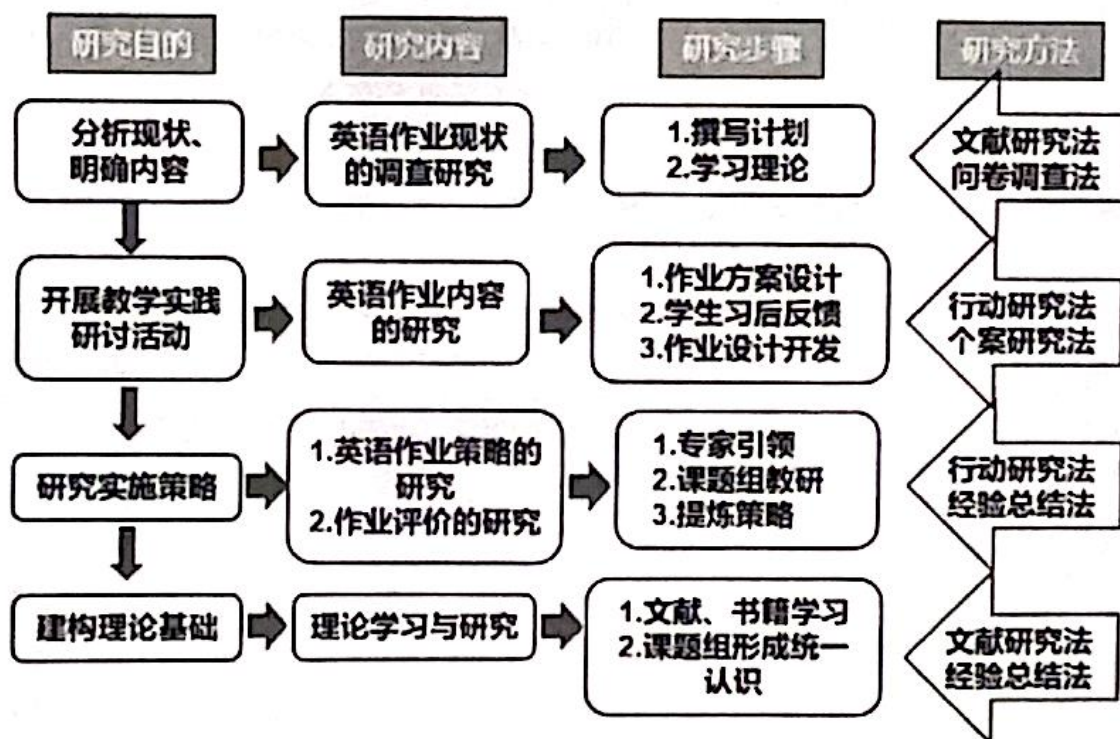 研究目的
研究内容
研究步骤
研究方法
分析现状、
明确内容
英语作业现状
的调查研究
1.撰写计划
2.学习理论
文献研究法
问卷调查法
开展教学实践
研讨活动
英语作业内容
的研究
1.作业方案设计
2.学生习后反馈
3.作业设计开发
行动研究法
个案研究法
研究实施策略
1.英语作业策略的
研究
2.作业评价的研究
1.专家引领
2.课题组教研
3.提炼策略
行动研究法
经验总结法
建构理论基础
理论学习与研究
1.文献、书籍学习
2.课题组形成统一
认识
文献研究法
经验总结法